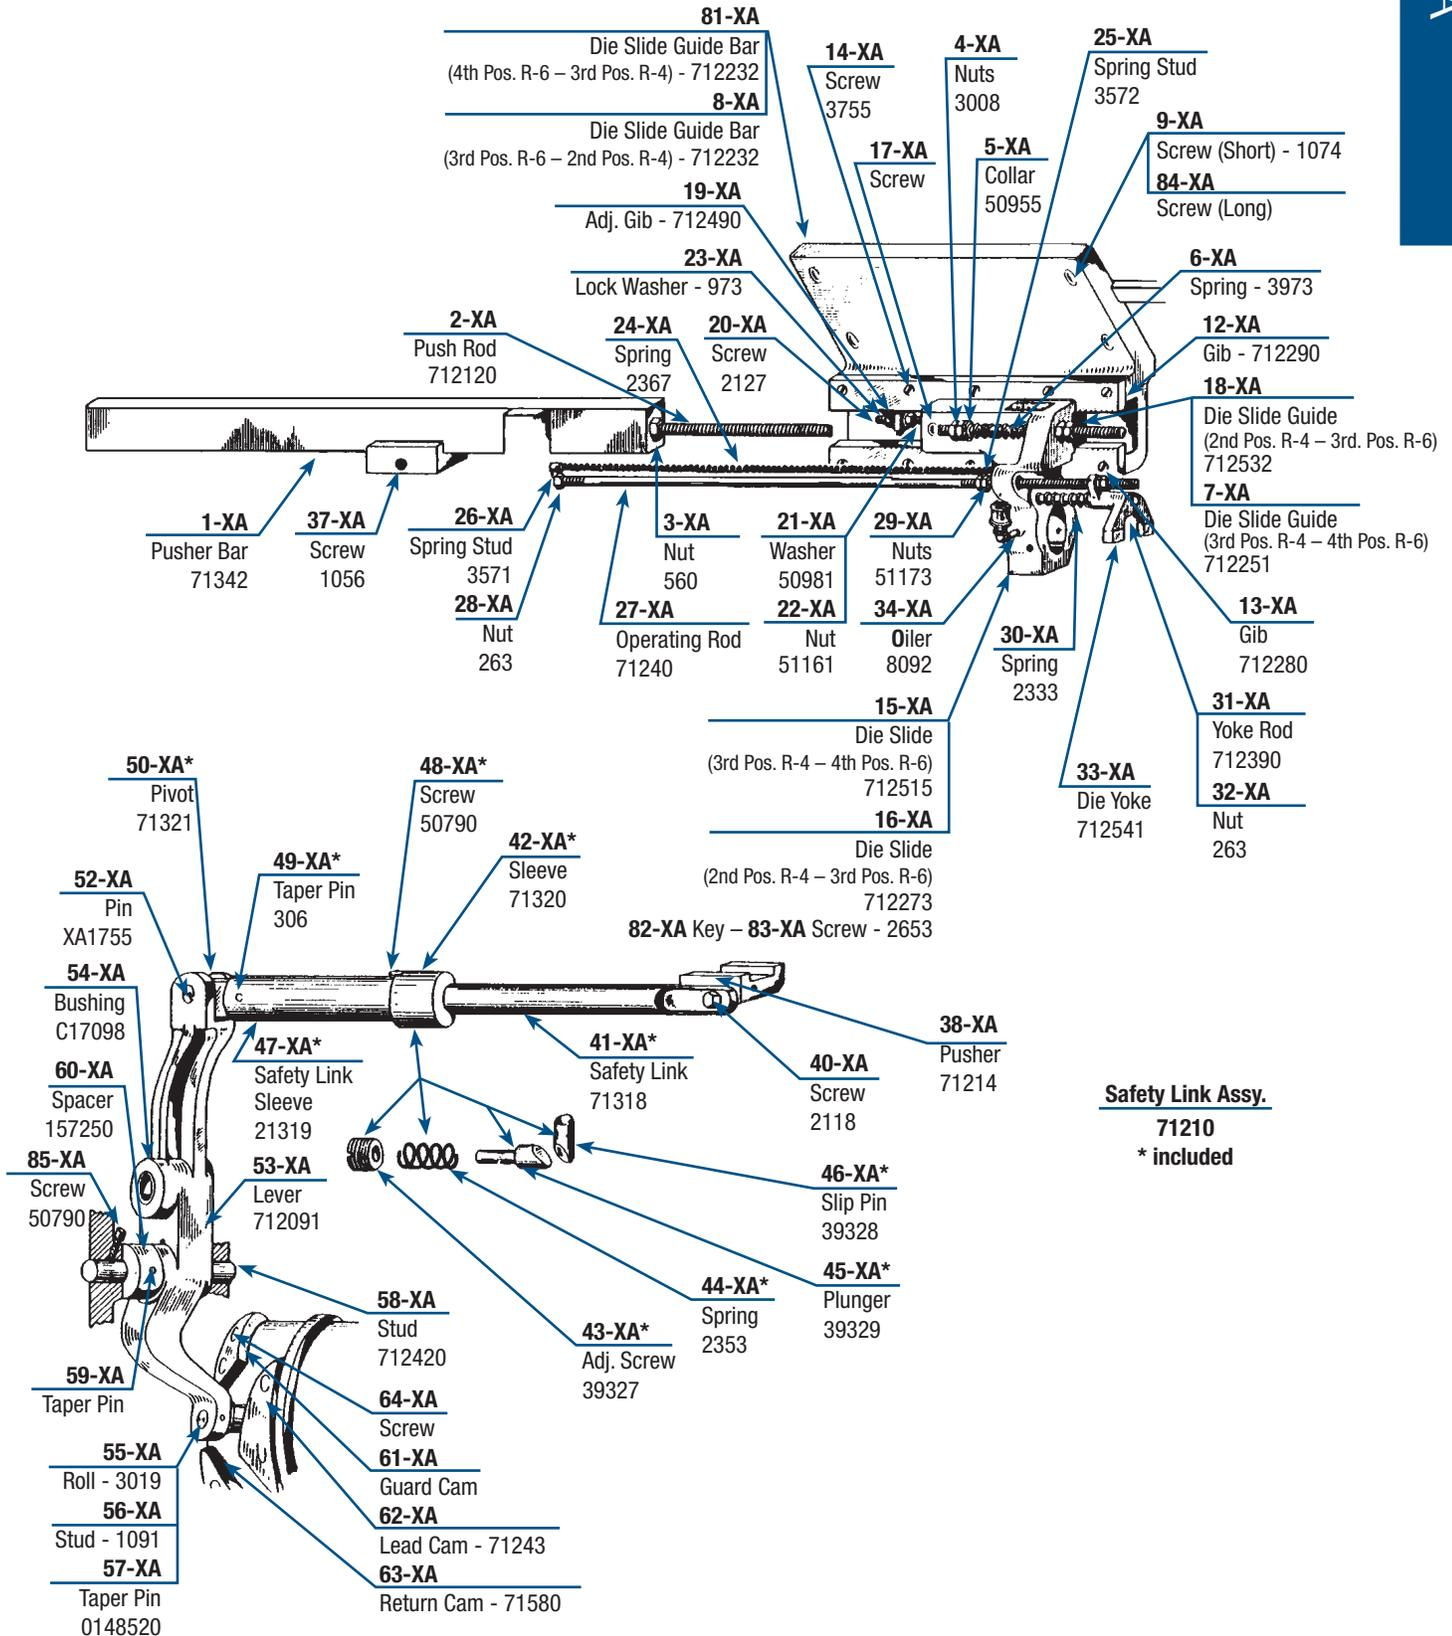 81-XA
Die Slide Guide Bar
(4th Pos. R-6 – 3rd Pos. R-4) - 712232
8-XA
Die Slide Guide Bar
(3rd Pos. R-6 – 2nd Pos. R-4) - 712232
14-XA
Screw
3755
4-XA
Nuts
3008
25-XA
Spring Stud
3572
17-XA
Screw
5-XA
Collar
50955
9-XA
Screw (Short) - 1074
84-XA
Screw (Long)
19-XA
Adj. Gib - 712490
23-XA
Lock Washer - 973
6-XA
Spring - 3973
2-XA
Push Rod
712120
24-XA
Spring
2367
20-XA
Screw
2127
12-XA
Gib - 712290
18-XA
Die Slide Guide
(2nd Pos. R-4 – 3rd. Pos. R-6)
712532
7-XA
Die Slide Guide
(3rd Pos. R-4 – 4th Pos. R-6)
712251
1-XA
Pusher Bar
71342
37-XA
Screw
1056
26-XA
Spring Stud
3571
28-XA
Nut
263
3-XA
Nut
560
27-XA
Operating Rod
71240
21-XA
Washer
50981
22-XA
Nut
51161
29-XA
Nuts
51173
34-XA
Oiler
8092
30-XA
Spring
2333
13-XA
Gib
712280
15-XA
Die Slide
(3rd Pos. R-4 – 4th Pos. R-6)
712515
16-XA
Die Slide
(2nd Pos. R-4 – 3rd Pos. R-6)
712273
82-XA Key – 83-XA Screw - 2653
33-XA
Die Yoke
712541
31-XA
Yoke Rod
712390
32-XA
Nut
263
50-XA*
Pivot
71321
48-XA*
Screw
50790
42-XA*
Sleeve
71320
49-XA*
Taper Pin
306
52-XA
Pin
XA1755
54-XA
Bushing
C17098
60-XA
Spacer
157250
85-XA
Screw
50790
47-XA*
Safety Link
Sleeve
21319
53-XA
Lever
712091
41-XA*
Safety Link
71318
40-XA
Screw
2118
38-XA
Pusher
71214
Safety Link Assy.
71210
* included
46-XA*
Slip Pin
39328
45-XA*
Plunger
39329
44-XA*
Spring
2353
43-XA*
Adj. Screw
39327
58-XA
Stud
712420
59-XA
Taper Pin
64-XA
Screw
55-XA
Roll - 3019
56-XA
Stud - 1091
57-XA
Taper Pin
0148520
61-XA
Guard Cam
62-XA
Lead Cam - 71243
63-XA
Return Cam - 71580